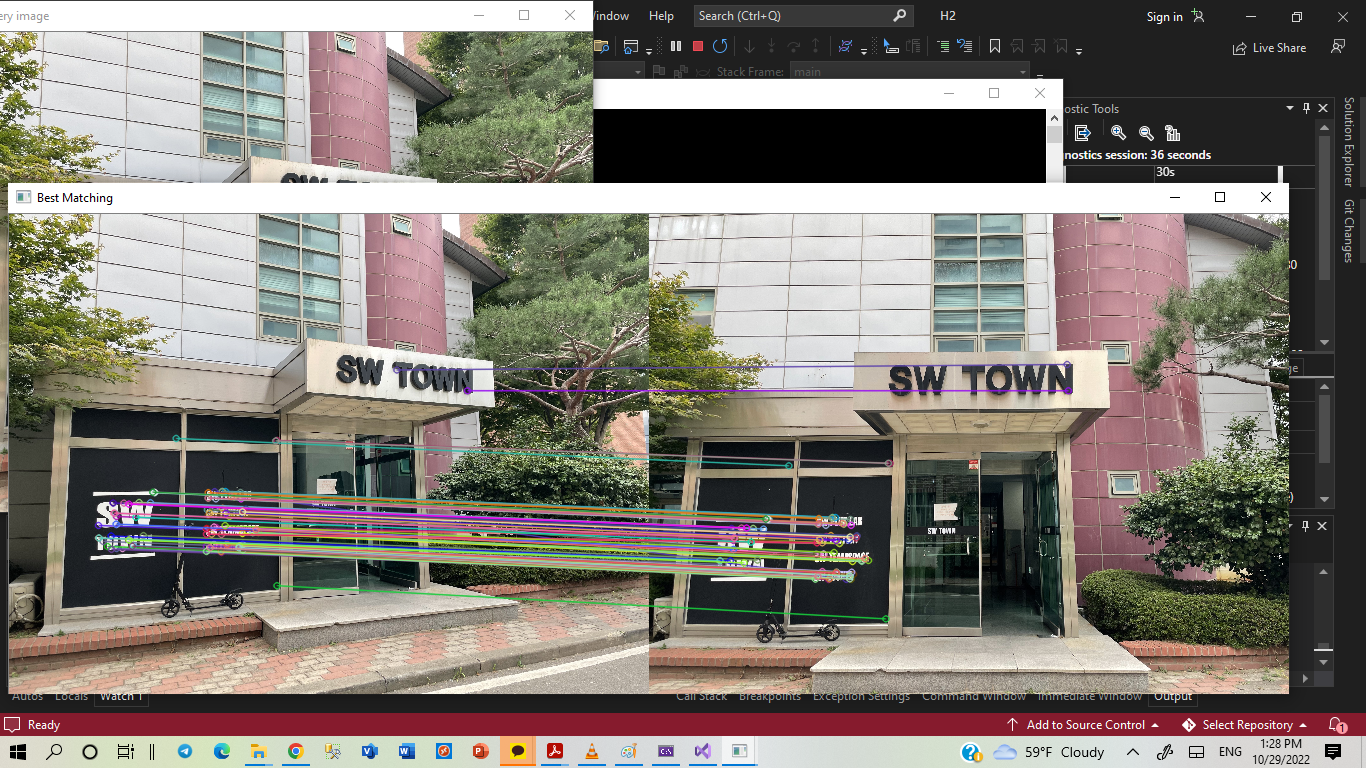 ery image
indow Help Search (Ctrl+Q) H2 Sign in
Live Share
Stack Frame: main
ostic Tools
nostics session: 36 seconds
30s
Solution Explorer
Git Changes
Best Matching
SW TOWN
SW TOWN
SW
SW TOWN
Autos Locals Watch 1 Call Stack Breakpoints Exception Settings Command Window Immediate Window Output
Ready Add to Source Control Select Repository 1
59°F Cloudy ENG 1:28 PM
10/29/2022